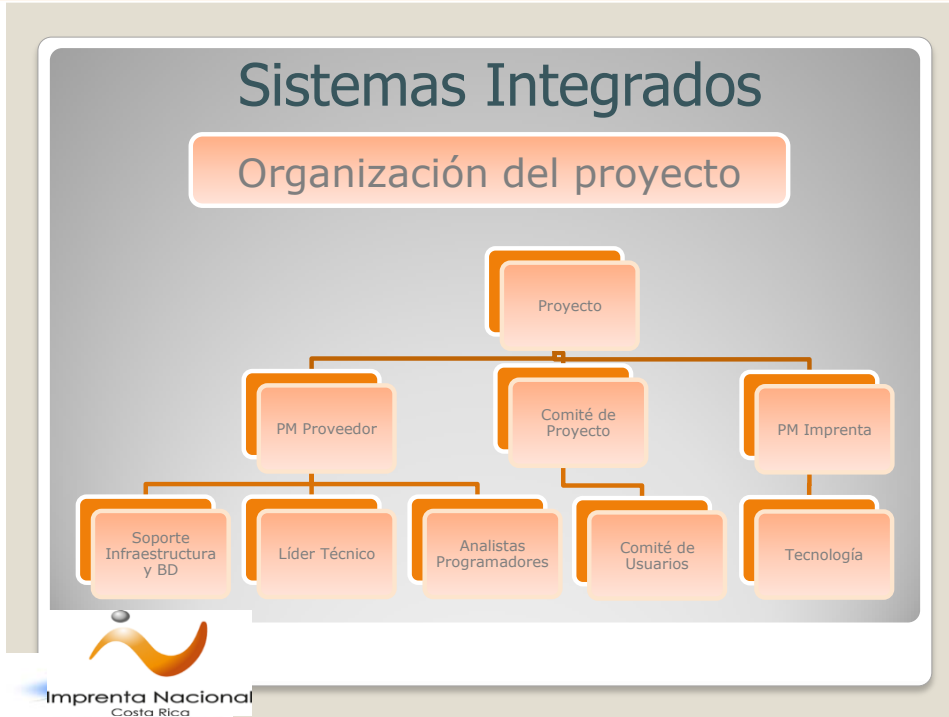 Sistemas Integrados
Organización del proyecto
Proyecto
PM Proveedor
Comité de
Proyecto
PM Imprenta
Soporte
Infraestructura
y BD
Líder Técnico
Analistas
Programadores
Comité de
Usuarios
Tecnología
Imprenta Nacional
Costa Rica